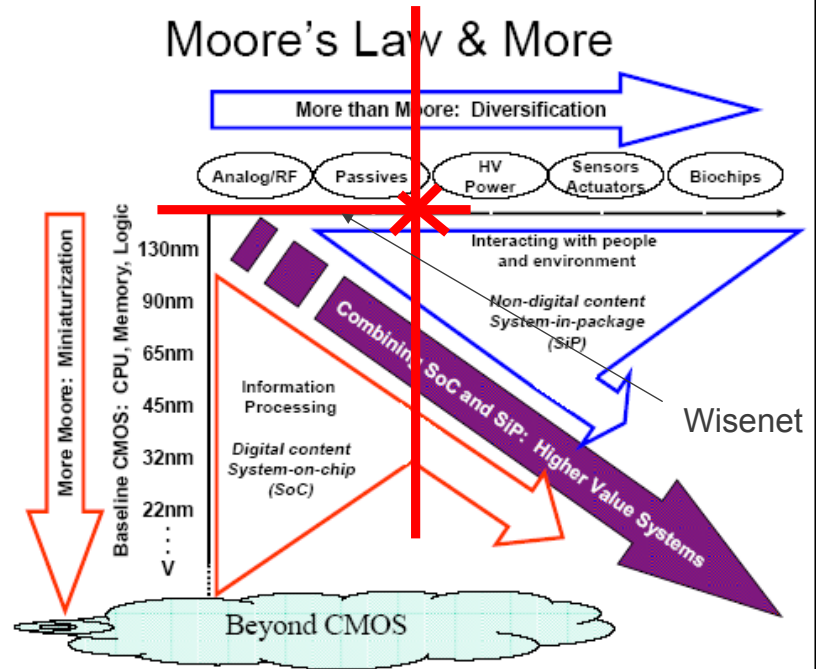 Moore's Law & More
More than Moore: Diversification
Analog/RF
Passives
HV
Power
Sensors
Actuators
Biochips
More Moore: Miniaturization
Baseline CMOS: CPU, Memory, Logic
130nm
90nm
65nm
45nm
32nm
22nm
V
Interacting with people
and environment
Non-digital content
System-in-package
(SiP)
Combining SoC and SiP: Higher Value Systems
Information
Processing
Digital content
System-on-chip
(SoC)
Wisenet
Beyond CMOS